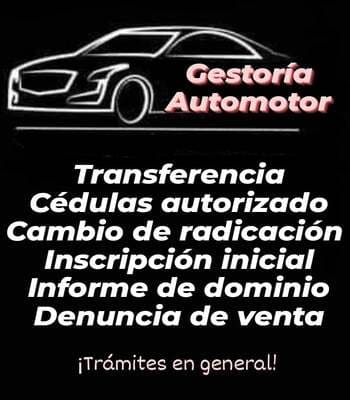 Gestoría
Automotor
Transferencia
Cédulas autorizado
Cambio de radicación
Inscripción inicial
Informe de dominio
Denuncia de venta
¡Trámites en general!